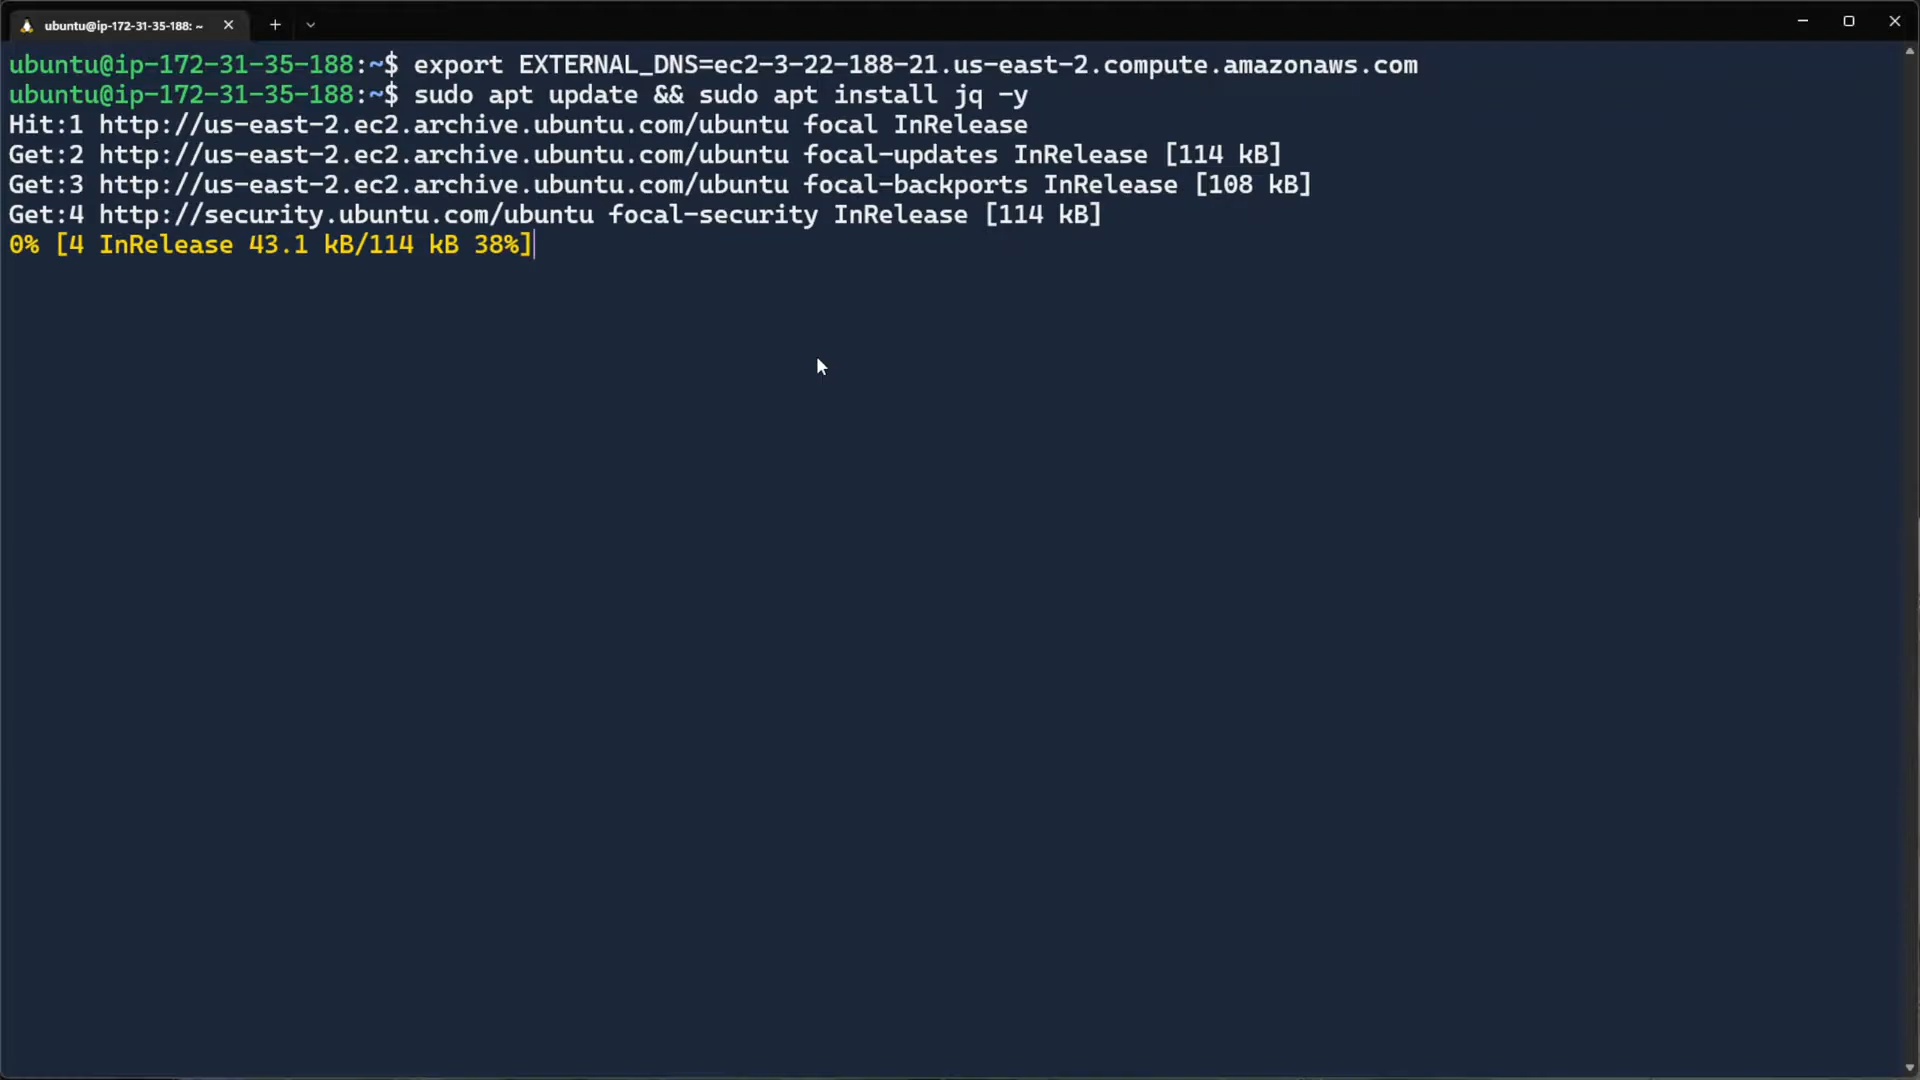 ubuntu@ip-172-31-35-188: ~
ubuntu@ip-172-31-35-188:~$ export EXTERNAL_DNS=ec2-3-22-188-21.us-east-2.compute.amazonaws.com
ubuntu@ip-172-31-35-188:~$ sudo apt update && sudo apt install jq -y
Hit:1 http://us-east-2.ec2.archive.ubuntu.com/ubuntu focal InRelease
Get:2 http://us-east-2.ec2.archive.ubuntu.com/ubuntu focal-updates InRelease [114 kB]
Get:3 http://us-east-2.ec2.archive.ubuntu.com/ubuntu focal-backports InRelease [108 kB]
Get:4 http://security.ubuntu.com/ubuntu focal-security InRelease [114 kB]
0% [4 InRelease 43.1 kB/114 kB 38%]